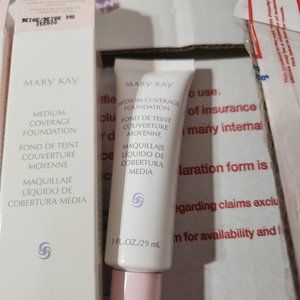 BEIGE/BEIGE 300
MARY KAY
MEDIUM-
COVERAGE
FOUNDATION
FOND DE TEINT
COUVERTURE
MOYENNE
MAQUILLAJE
LÍQUIDO DE
COBERTURA MEDIA
MARY KAY
MEDIUM-COVERAGE
FOUNDATION
FOND DE TEINT
COUVERTURE
MOYENNE
MAQUILLAJE
LÍQUIDO DE
COBERTURA MEDIA
1 FL. OZ./29 mL
c use.
of insurance
many internat
laration form is
egarding claims exclu
m for availability and l